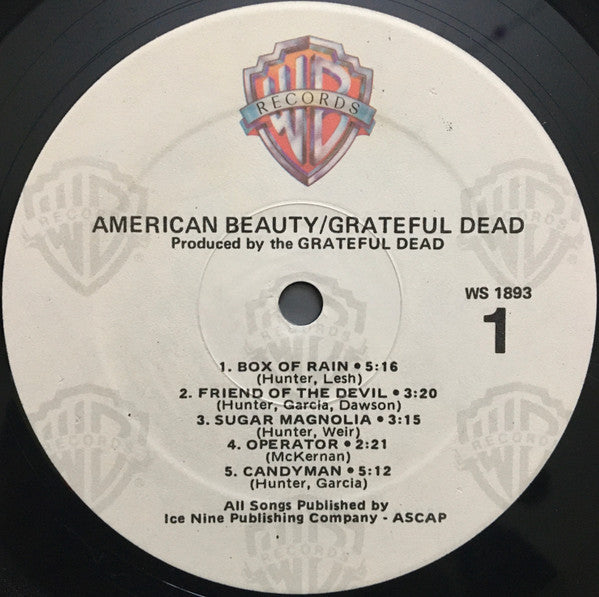 WB
RECORDS
AMERICAN BEAUTY/GRATEFUL DEAD
Produced by the GRATEFUL DEAD
WS 1893
1
1. BOX OF RAIN • 5:16
(Hunter, Lesh)
2. FRIEND OF THE DEVIL • 3:20
(Hunter, Garcia, Dawson)
3. SUGAR MAGNOLIA • 3:15
(Hunter, Weir)
4. OPERATOR • 2:21
(McKernan)
5. CANDYMAN • 5:12
(Hunter, Garcia)
All Songs Published by
Ice Nine Publishing Company - ASCAP